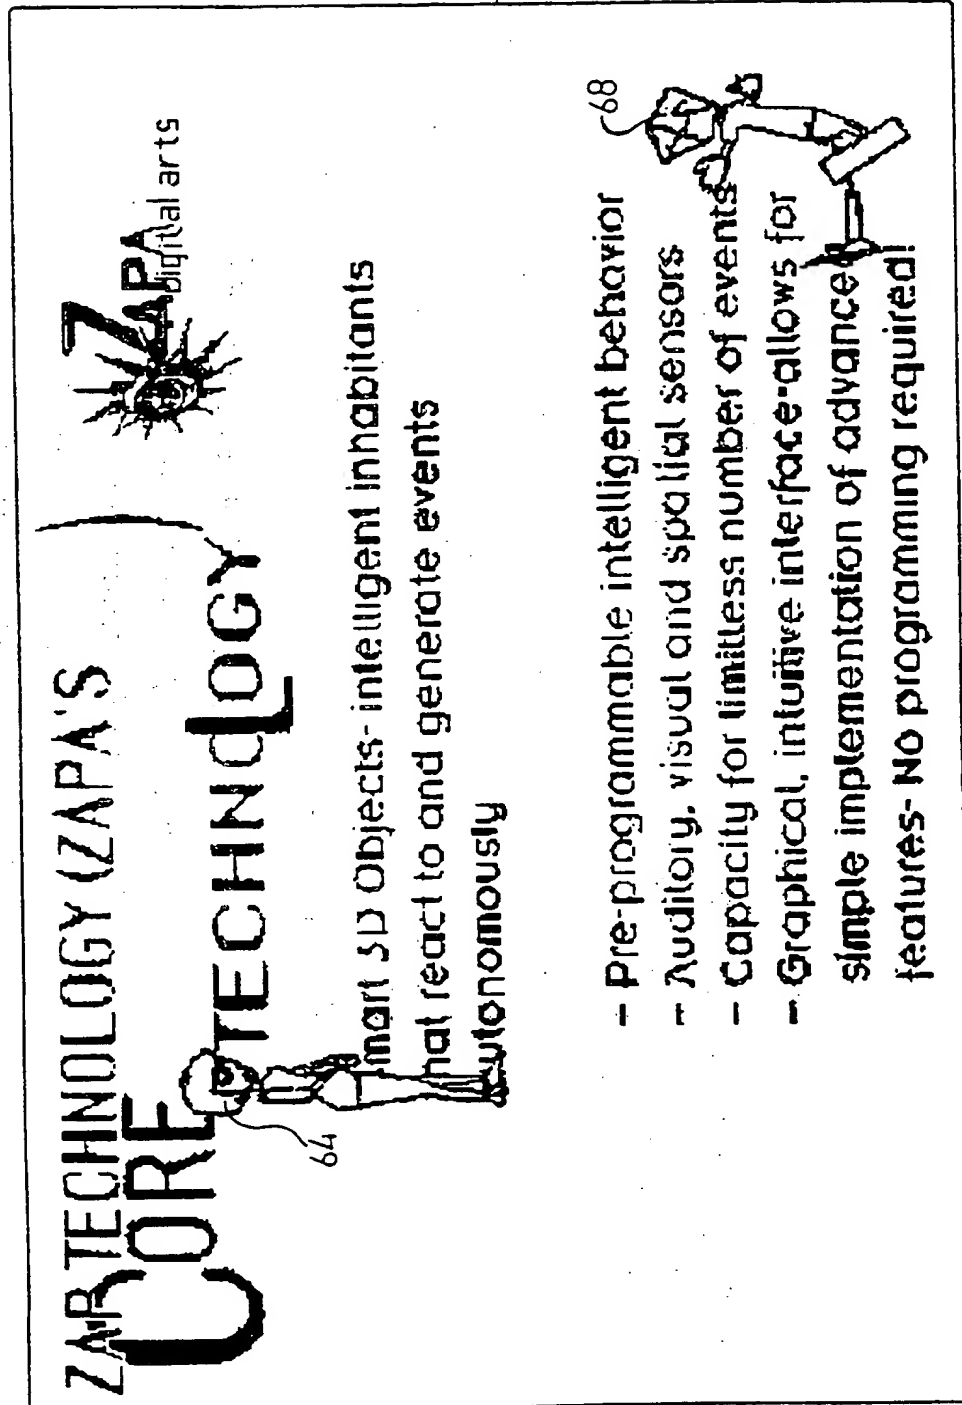 ZAP TECHNOLOGY (ZAPA'S
CORE TECHNOLOGY )
ZAPA
Digital arts
64
mart 3D Objects- intelligent inhabitants
hat react to and generate events
utonomously
68
– Pre-programmable intelligent behavior
– Auditory, visual and spatial sensors
– Capacity for limitless number of events
– Graphical, intuitive interface-allows for
simple implementation of advance
features- No programming required!